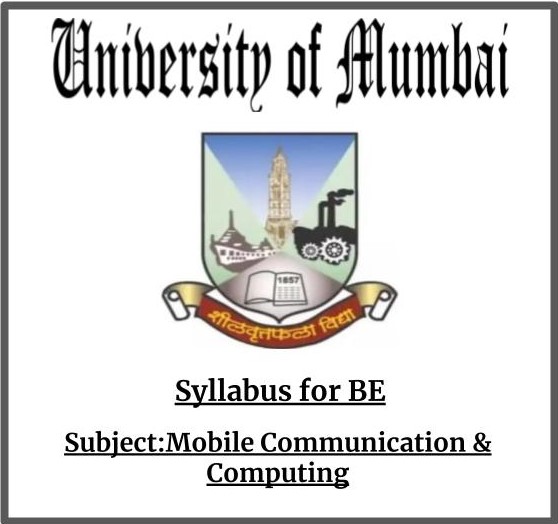 University of Mumbai
1857
शीलवृत्तफला विद्या
Syllabus for BE
Subject:Mobile Communication &
Computing